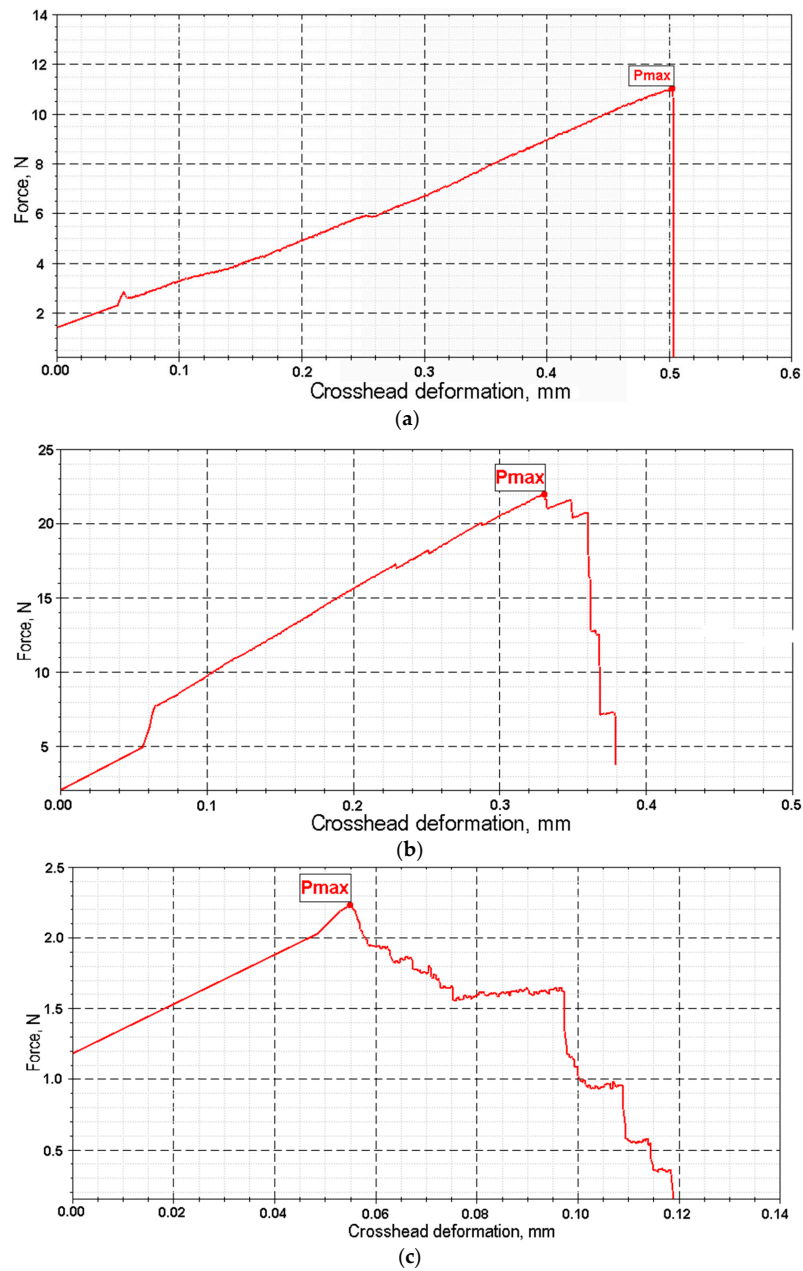 14
12
Pmax
10
8
6
4
2
Force, N
0.00 0.1 0.2 0.3 0.4 0.5 0.6
Crosshead deformation, mm
(a)
25
Pmax
20
15
10
5
Force, N
0.00 0.1 0.2 0.3 0.4 0.5
Crosshead deformation, mm
(b)
2.5
Pmax
2.0
1.5
1.0
0.5
Force, N
0.00 0.02 0.04 0.06 0.08 0.10 0.12 0.14
Crosshead deformation, mm
(c)